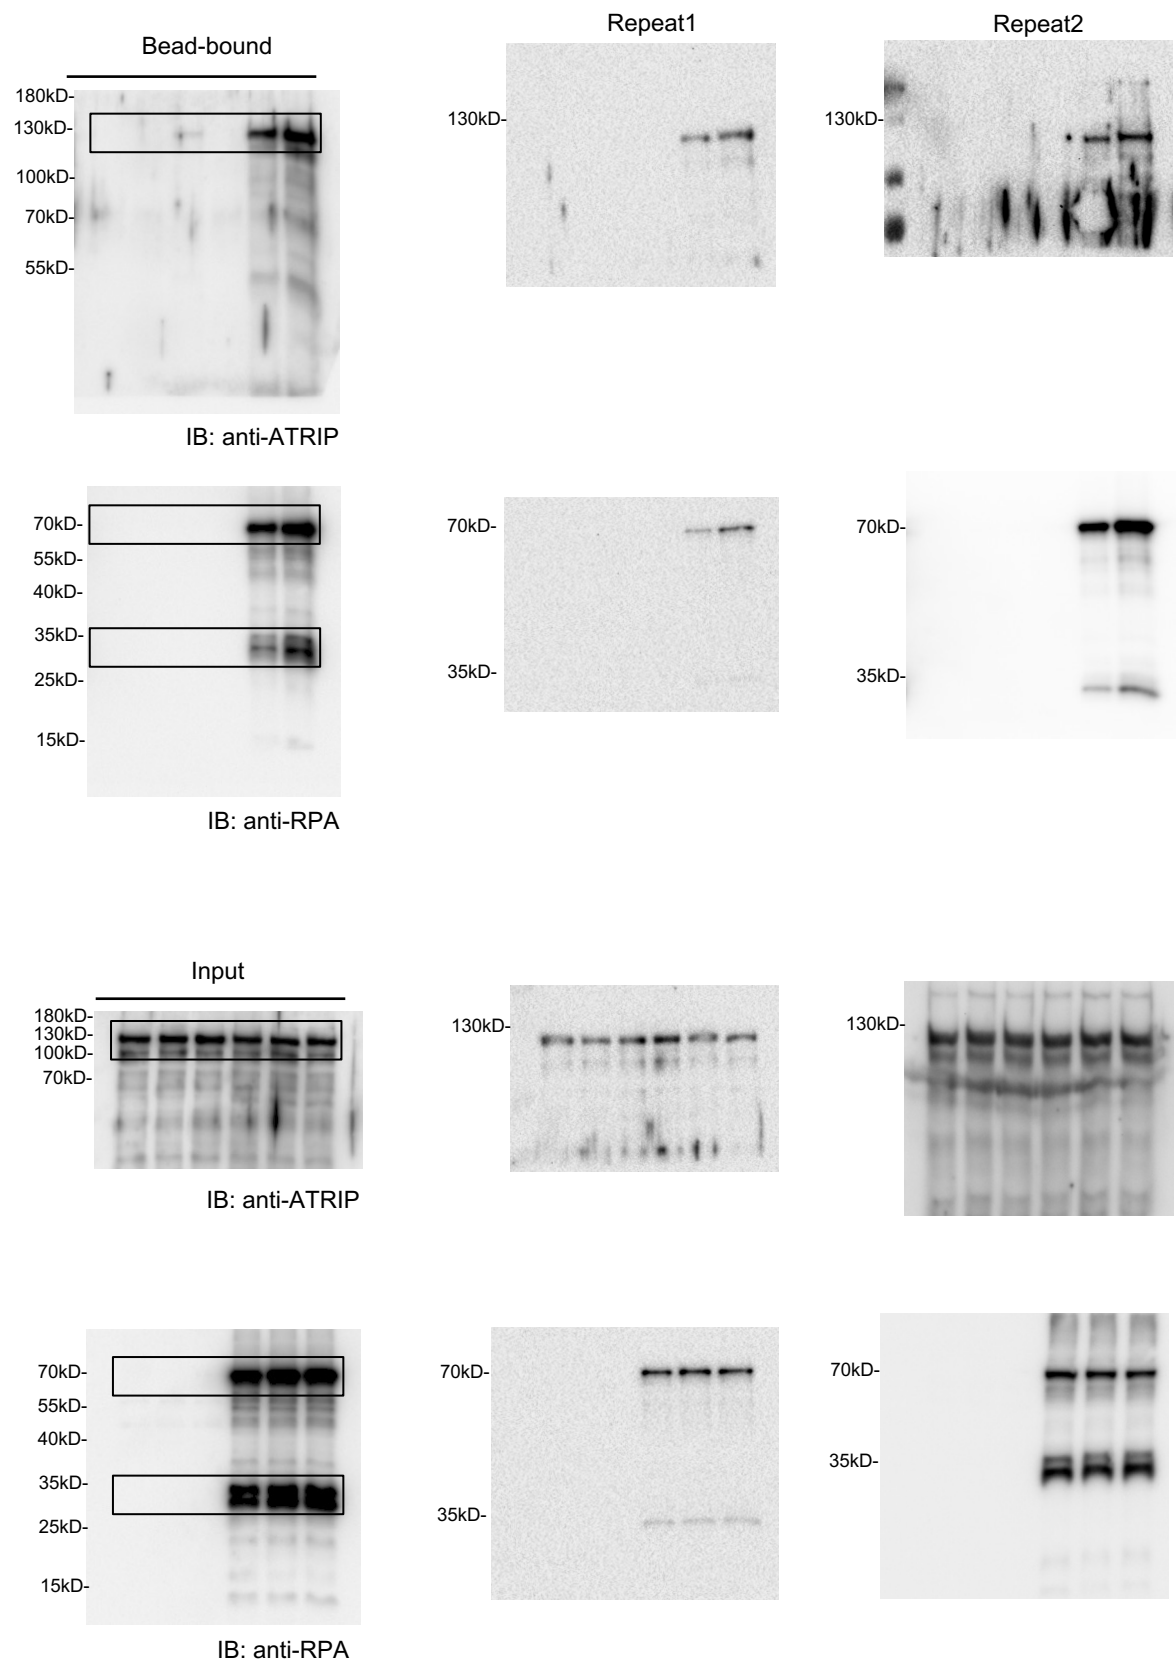 Bead-bound
Repeat1
Repeat2
180kD-
130kD-
100kD-
70kD-
55kD-
130kD-
130kD-
IB: anti-ATRIP
70kD-
55kD-
40kD-
35kD-
25kD-
15kD-
70kD-
35kD-
70kD-
35kD-
IB: anti-RPA
Input
180kD-
130kD-
100kD-
70kD-
130kD-
130kD-
IB: anti-ATRIP
70kD-
55kD-
40kD-
35kD-
25kD-
15kD-
70kD-
35kD-
70kD-
35kD-
IB: anti-RPA